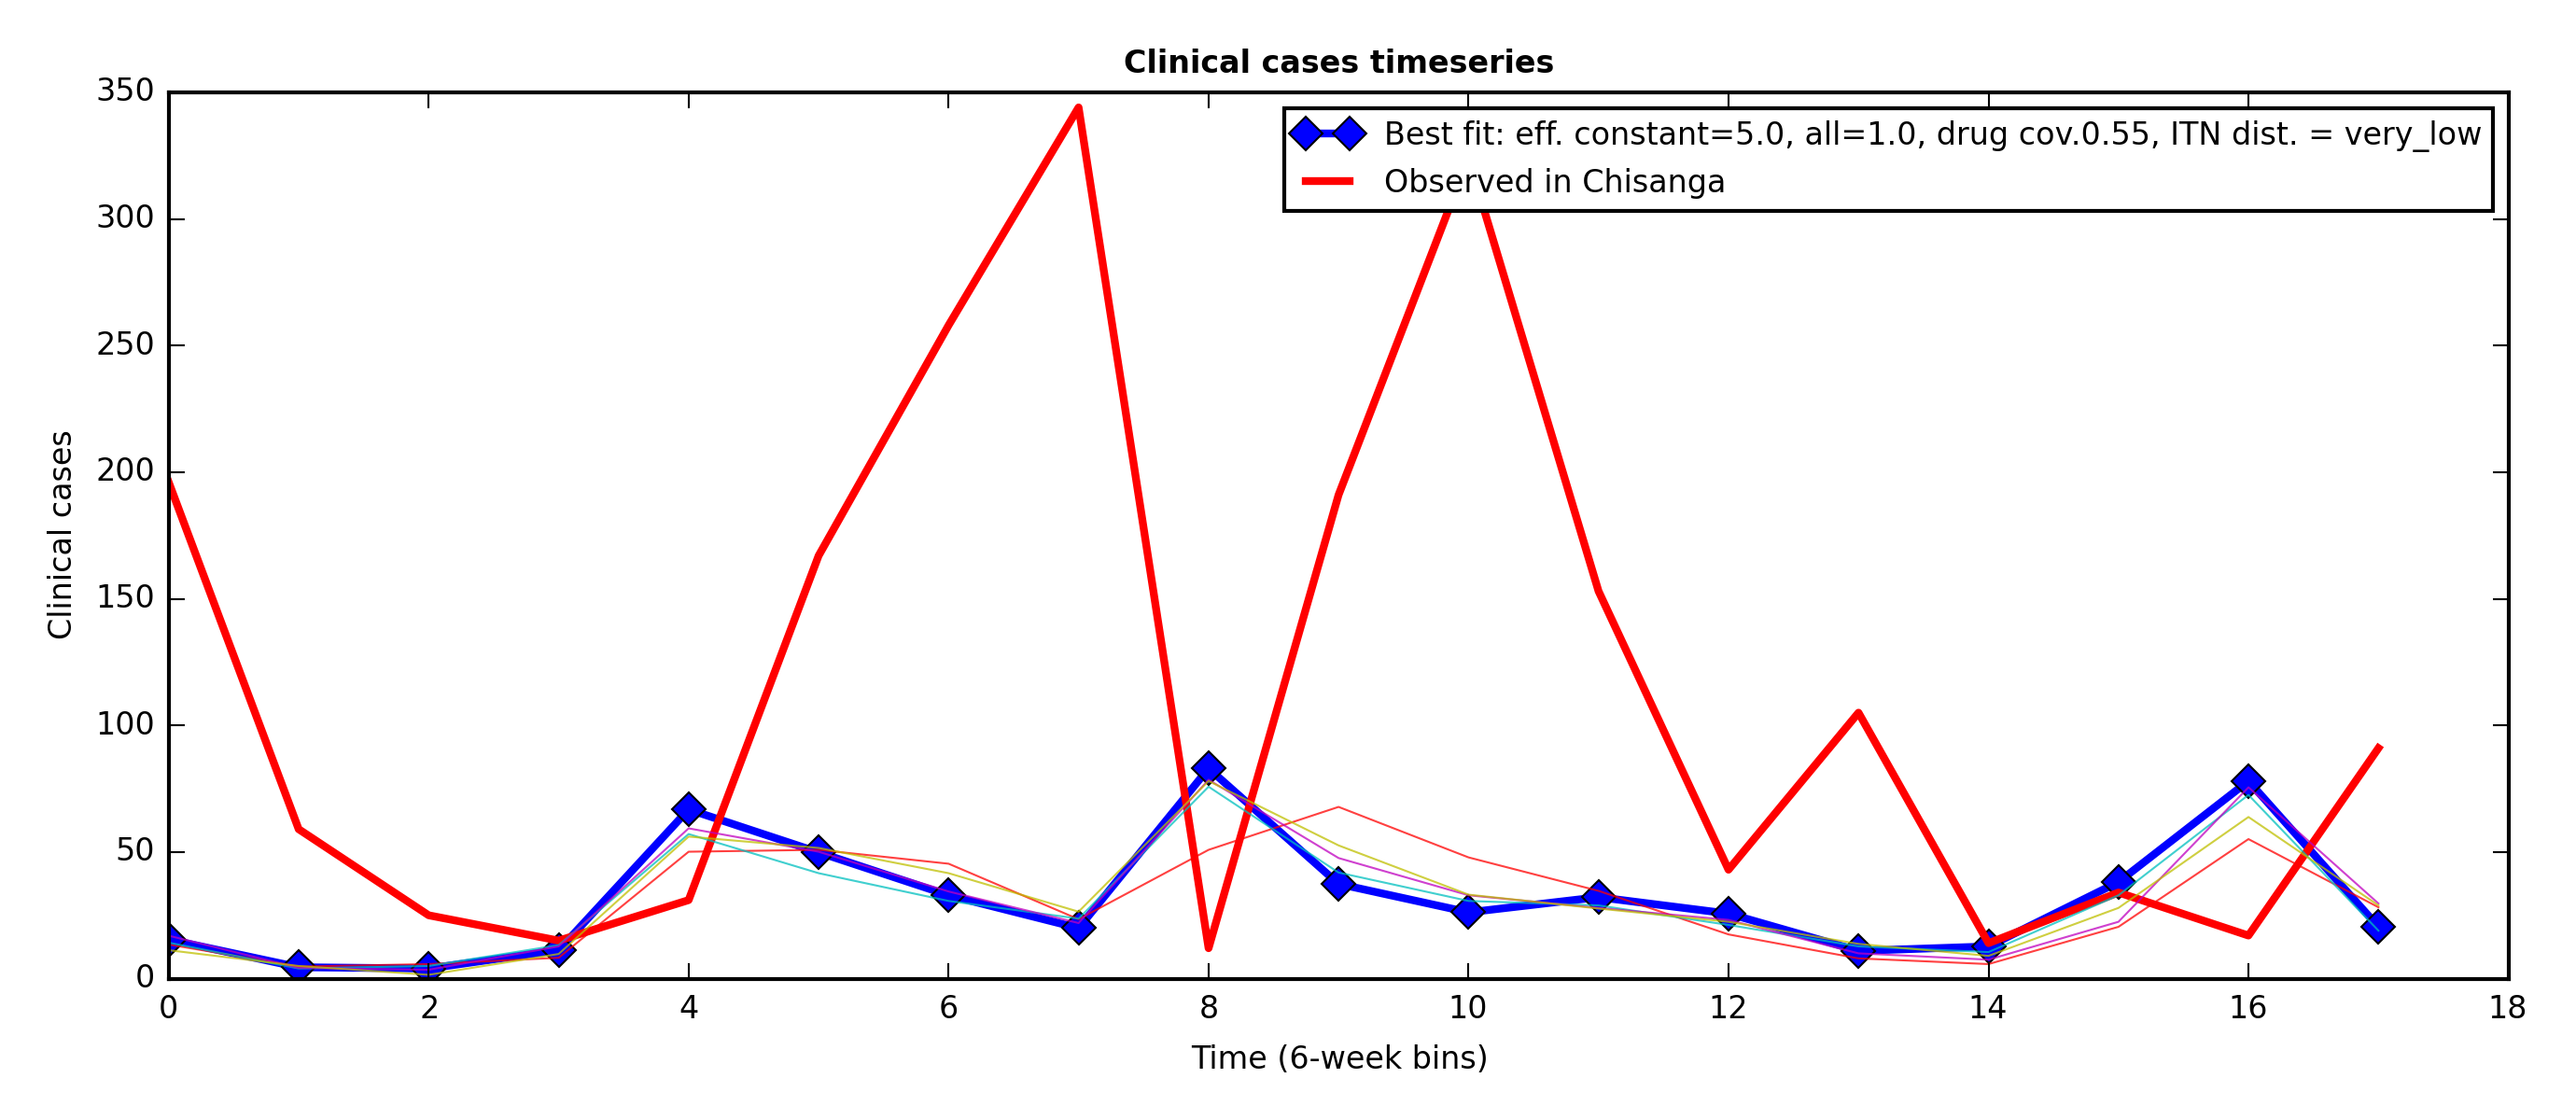 Clinical cases timeseries
Best fit: eff. constant=5.0, all=1.0, drug cov.0.55, ITN dist. = very_low
Observed in Chisanga
Clinical cases
350
300
250
200
150
100
50
0
0 2 4 6 8 10 12 14 16 18
Time (6-week bins)